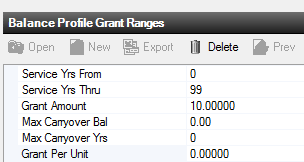 Balance Profile Grant Ranges
Open New Export Delete Prev
Service Yrs From 0
Service Yrs Thru 99
Grant Amount 10.00000
Max Carryover Bal 0.00
Max Carryover Yrs 0
Grant Per Unit 0.00000